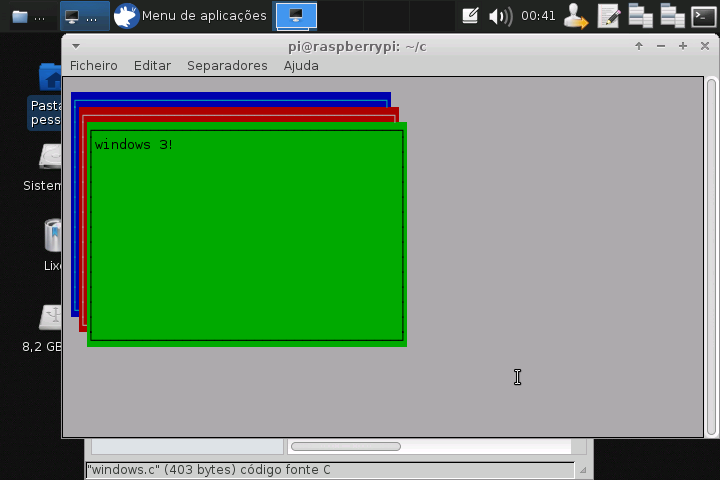 ...
...
Menu de aplicações
00:41
pi@raspberrypi: ~/c
Ficheiro Editar Separadores Ajuda
Pasta
pess
windows 3!
Sistem
Lixo
8,2 GB
"windows.c" (403 bytes) código fonte C